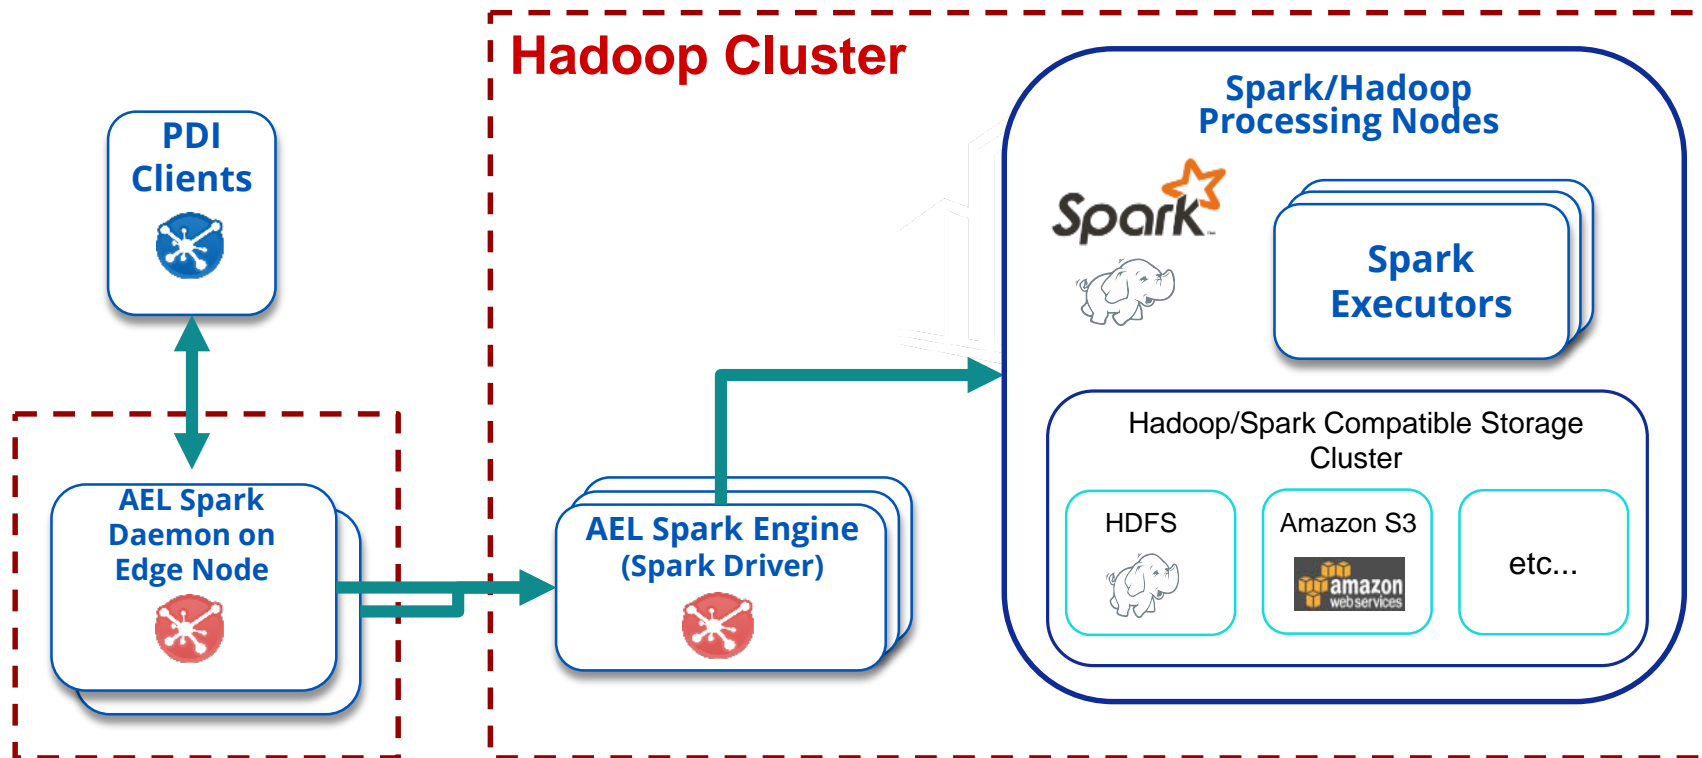 Hadoop Cluster
PDI
Clients
AEL Spark
Daemon on
Edge Node
AEL Spark Engine
(Spark Driver)
Spark/Hadoop
Processing Nodes
Spark
Spark
Executors
Hadoop/Spark Compatible Storage
Cluster
HDFS
Amazon S3
amazon
webservices
etc...